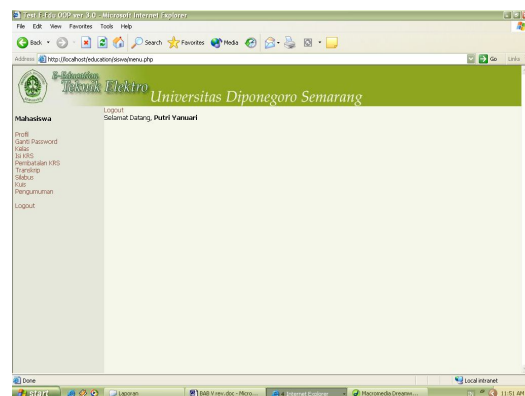 Test E-Edu OOP ver 3.0 - Microsoft Internet Explorer
File Edit View Favorites Tools Help
Back Search Favorites Media
Address http://localhost/education/siswa/menu.php Go Links
E-Education
Teknik Elektro
Universitas Diponegoro Semarang
Logout
Mahasiswa
Selamat Datang, Putri Yanuari
Profil
Ganti Password
Kelas
Isi KRS
Pembatalan KRS
Transkrip
Silabus
Kuis
Pengumuman
Logout
Done Local intranet
start Laporan BAB V rev.doc - Micro... Internet Explorer Macromedia Dreamw... EN 11:51 AM